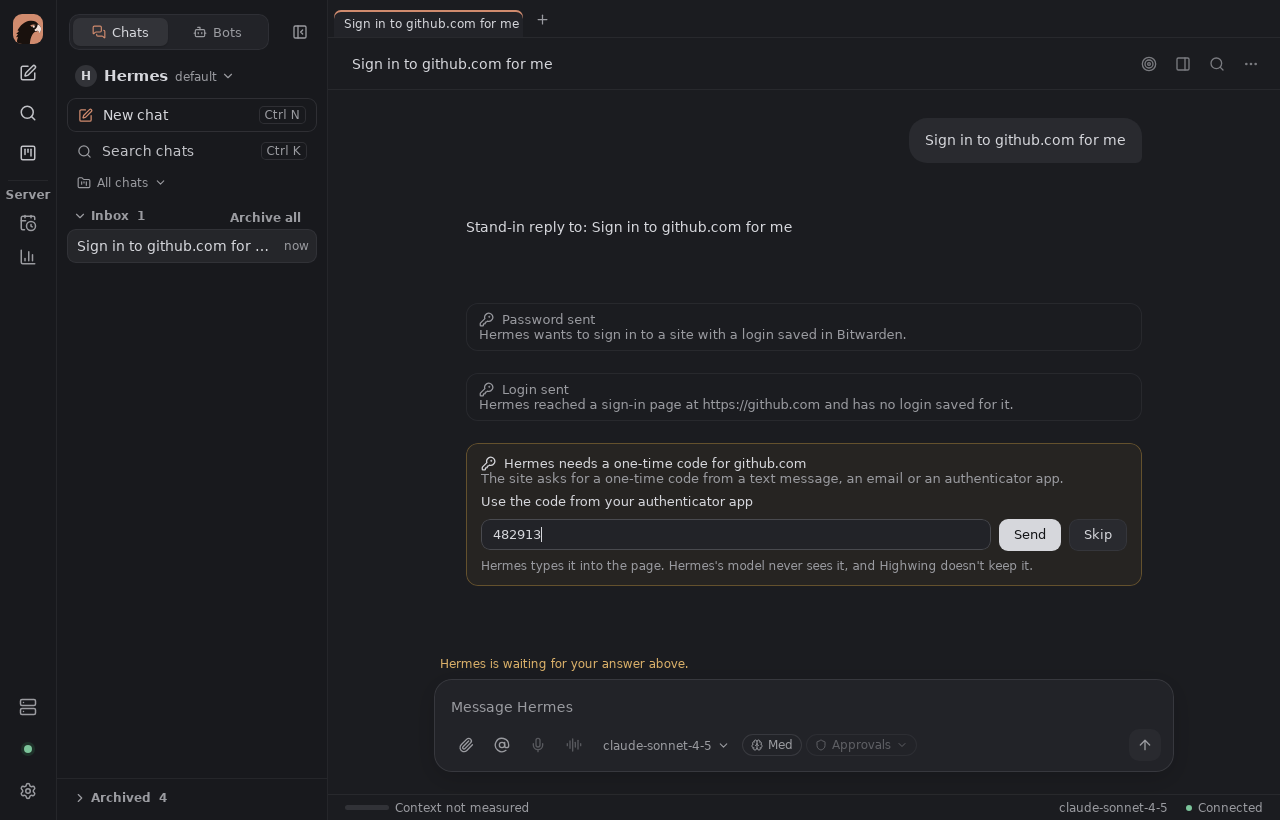 Chats
Bots
Sign in to github.com for me
H Hermes default
Sign in to github.com for me
New chat Ctrl N
Search chats Ctrl K
All chats
Server
Inbox 1 Archive all
Sign in to github.com for ... now
Sign in to github.com for me
Stand-in reply to: Sign in to github.com for me
Password sent
Hermes wants to sign in to a site with a login saved in Bitwarden.
Login sent
Hermes reached a sign-in page at https://github.com and has no login saved for it.
Hermes needs a one-time code for github.com
The site asks for a one-time code from a text message, an email or an authenticator app.
Use the code from your authenticator app
482913 Send Skip
Hermes types it into the page. Hermes's model never sees it, and Highwing doesn't keep it.
Hermes is waiting for your answer above.
Message Hermes
claude-sonnet-4-5 Med Approvals
Archived 4
Context not measured claude-sonnet-4-5 Connected